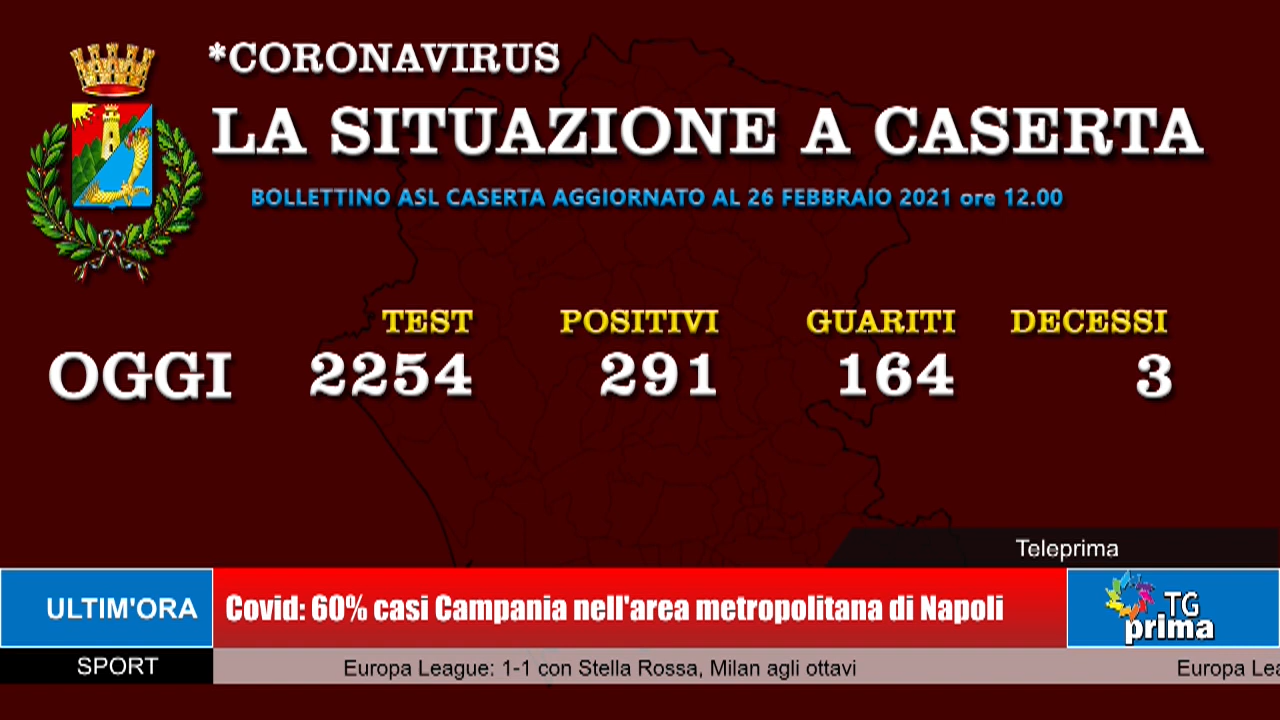 *CORONAVIRUS
LA SITUAZIONE A CASERTA
BOLLETTINO ASL CASERTA AGGIORNATO AL 26 FEBBRAIO 2021 ore 12.00
TEST POSITIVI GUARITI DECESSI
OGGI 2254 291 164 3
Teleprima
ULTIM'ORA Covid: 60% casi Campania nell'area metropolitana di Napoli
TG
prima
SPORT Europa League: 1-1 con Stella Rossa, Milan agli ottavi Europa Lea